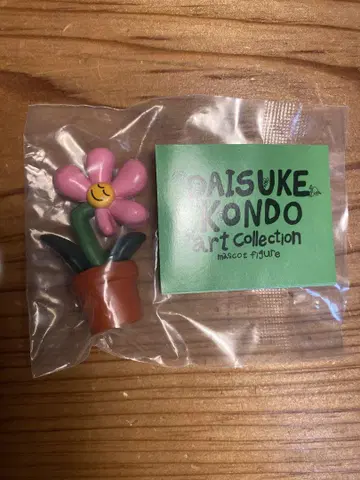 DAISUKE
KONDO
art collection
mascot figure